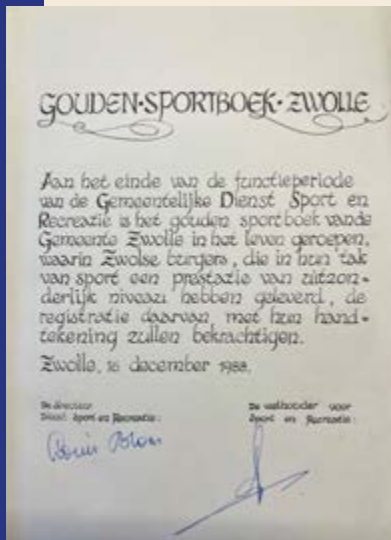 GOUDEN·SPORTBOEK·ZWOLLE
Aan het einde van de functieperiode
van de Gemeentelijke Dienst Sport en
Recreatie is het gouden sportboek van de
Gemeente Zwolle in het leven geroepen,
waarin Zwolse burgers, die in hun tak
van sport een prestatie van uitzon-
derlijk niveau hebben geleverd, de
registratie daarvan met hun hand-
tekening zullen bekrachtigen.
Zwolle, 16 december 1988.
De directeur
Dienst Sport en Recreatie:
De wethouder voor
Sport en Recreatie: